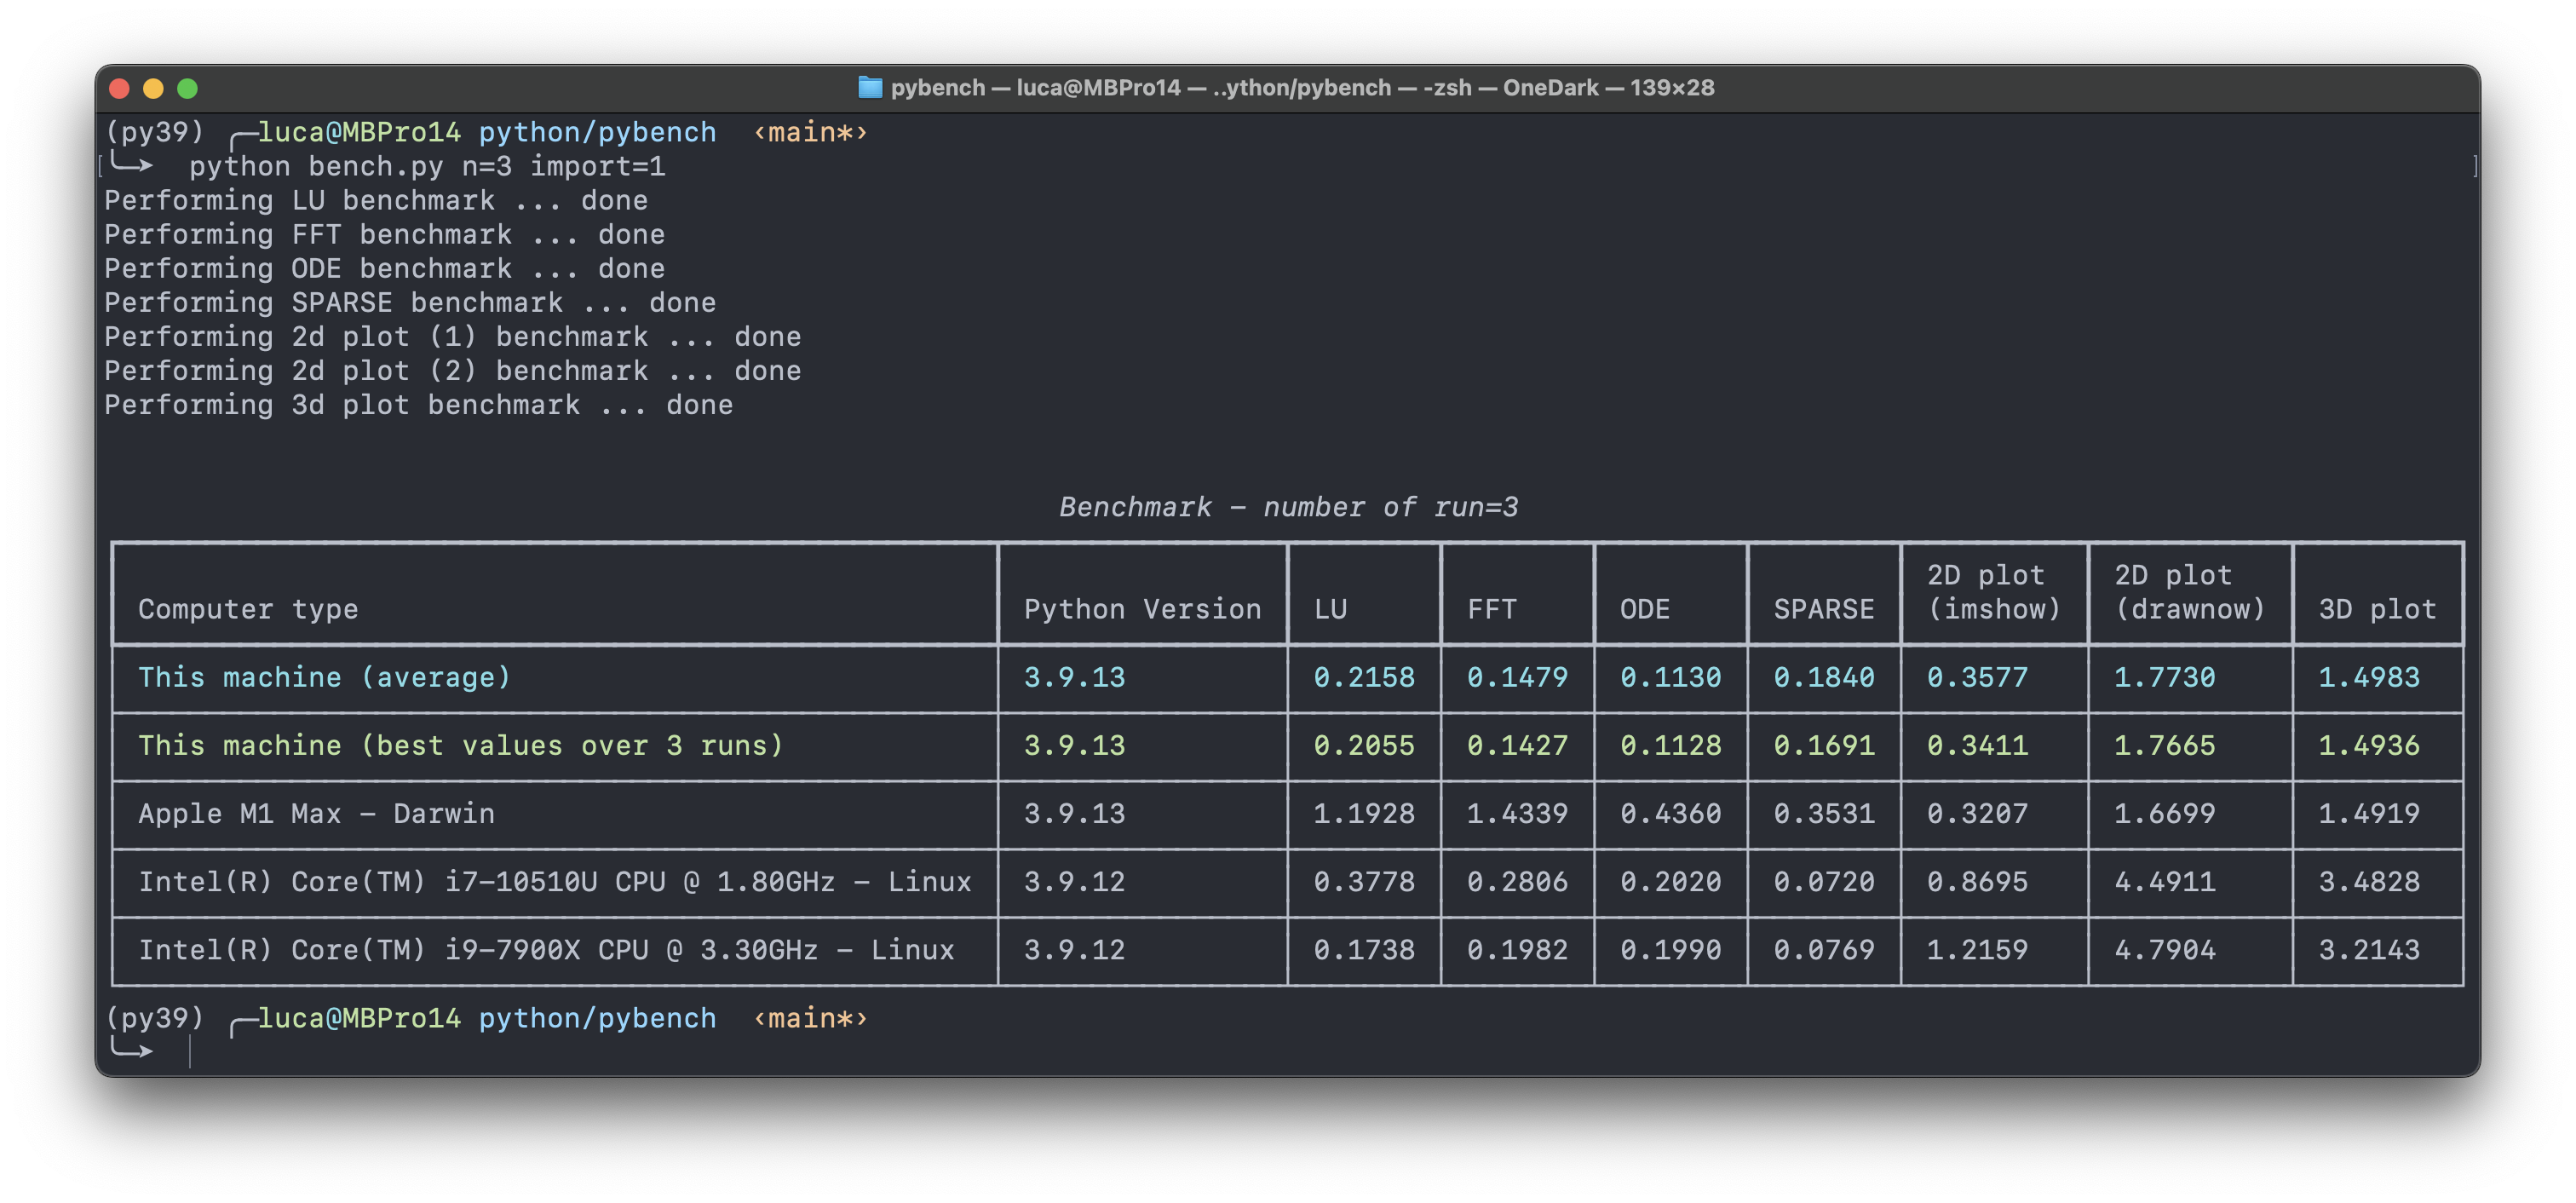 pybench — luca@MBPro14 — ..ython/pybench — -zsh — OneDark — 139×28
(py39) ╭─luca@MBPro14 python/pybench ‹main*›
[╰─➤ python bench.py n=3 import=1 ]
Performing LU benchmark ... done
Performing FFT benchmark ... done
Performing ODE benchmark ... done
Performing SPARSE benchmark ... done
Performing 2d plot (1) benchmark ... done
Performing 2d plot (2) benchmark ... done
Performing 3d plot benchmark ... done
Benchmark – number of run=3
2D plot 2D plot
Computer type Python Version LU FFT ODE SPARSE (imshow) (drawnow) 3D plot
This machine (average) 3.9.13 0.2158 0.1479 0.1130 0.1840 0.3577 1.7730 1.4983
This machine (best values over 3 runs) 3.9.13 0.2055 0.1427 0.1128 0.1691 0.3411 1.7665 1.4936
Apple M1 Max – Darwin 3.9.13 1.1928 1.4339 0.4360 0.3531 0.3207 1.6699 1.4919
Intel(R) Core(TM) i7-10510U CPU @ 1.80GHz – Linux 3.9.12 0.3778 0.2806 0.2020 0.0720 0.8695 4.4911 3.4828
Intel(R) Core(TM) i9-7900X CPU @ 3.30GHz – Linux 3.9.12 0.1738 0.1982 0.1990 0.0769 1.2159 4.7904 3.2143
(py39) ╭─luca@MBPro14 python/pybench ‹main*›
╰─➤